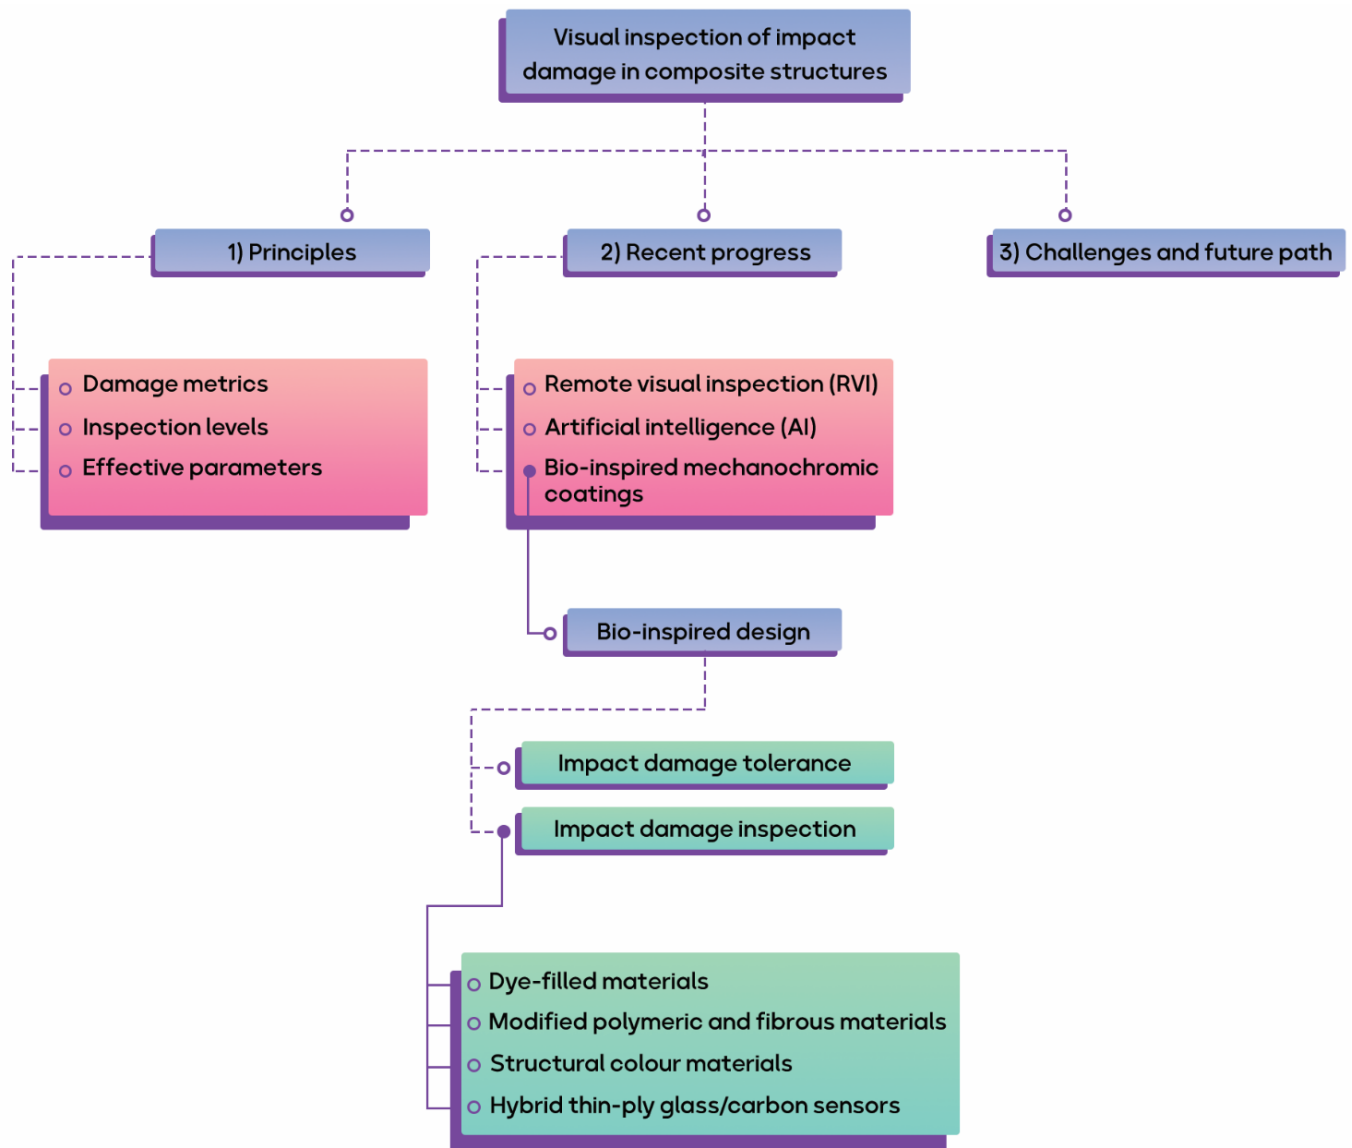 Visual inspection of impact
damage in composite structures
1) Principles
2) Recent progress
3) Challenges and future path
Damage metrics
Inspection levels
Effective parameters
Remote visual inspection (RVI)
Artificial intelligence (AI)
Bio-inspired mechanochromic
coatings
Bio-inspired design
Impact damage tolerance
Impact damage inspection
Dye-filled materials
Modified polymeric and fibrous materials
Structural colour materials
Hybrid thin-ply glass/carbon sensors